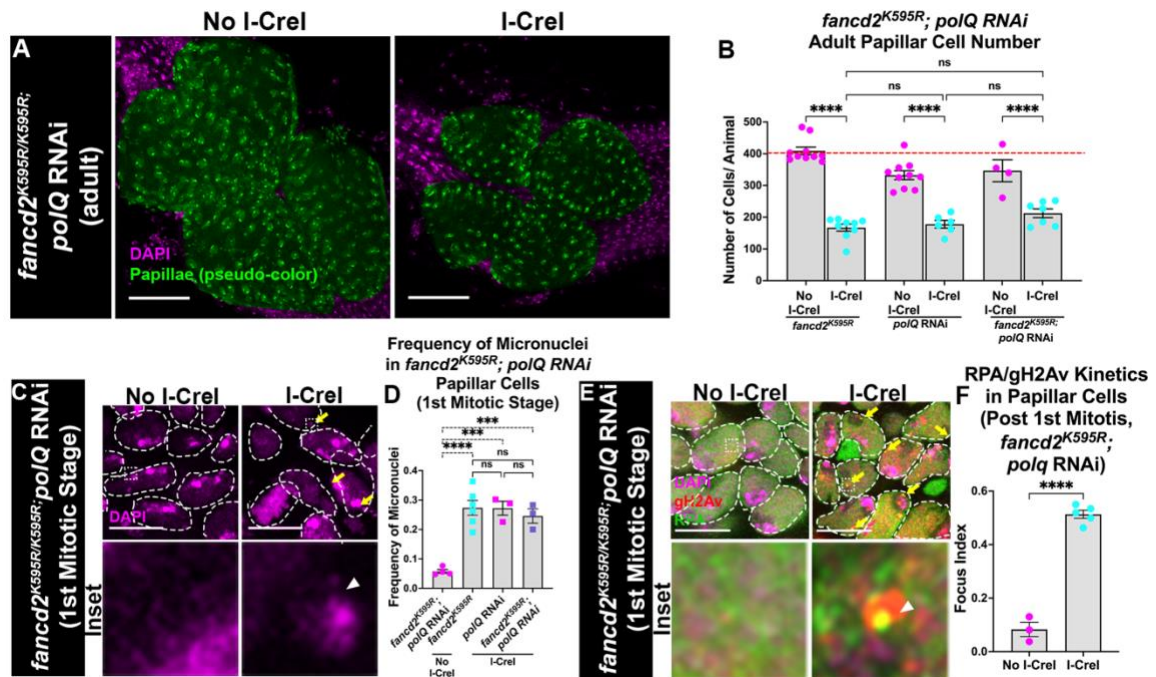 No I-CreI
I-CreI
A
fancd2K595R/K595R;
polQ RNAi
(adult)
DAPI
Papillae (pseudo-color)
B
fancd2K595R; polQ RNAi
Adult Papillar Cell Number
ns
ns
ns
****
****
****
Number of Cells/ Animal
500
400
300
200
100
0
No
I-CreI
I-CreI
No
I-CreI
I-CreI
No
I-CreI
I-CreI
fancd2K595R
polQ RNAi
fancd2K595R;
polQ RNAi
C
fancd2K595R/K595R;polQ RNAi
(1st Mitotic Stage)
Inset
No I-CreI
I-CreI
DAPI
D
Frequency of Micronuclei
in fancd2K595R; polQ RNAi
Papillar Cells
(1st Mitotic Stage)
***
***
****
ns
ns
ns
Frequency of Micronuclei
0.6
0.4
0.2
0.0
fancd2K595R;
polQ RNAi
fancd2K595R
polQ RNAi
fancd2K595R;
polQ RNAi
No
I-CreI
I-CreI
E
fancd2K595R/K595R;polQ RNAi
(1st Mitotic Stage)
Inset
No I-CreI
I-CreI
DAPI
gH2Av
F
RPA/gH2Av Kinetics
in Papillar Cells
(Post 1st Mitotis,
fancd2K595R;
polq RNAi)
****
Focus Index
0.6
0.4
0.2
0.0
No I-CreI
I-CreI